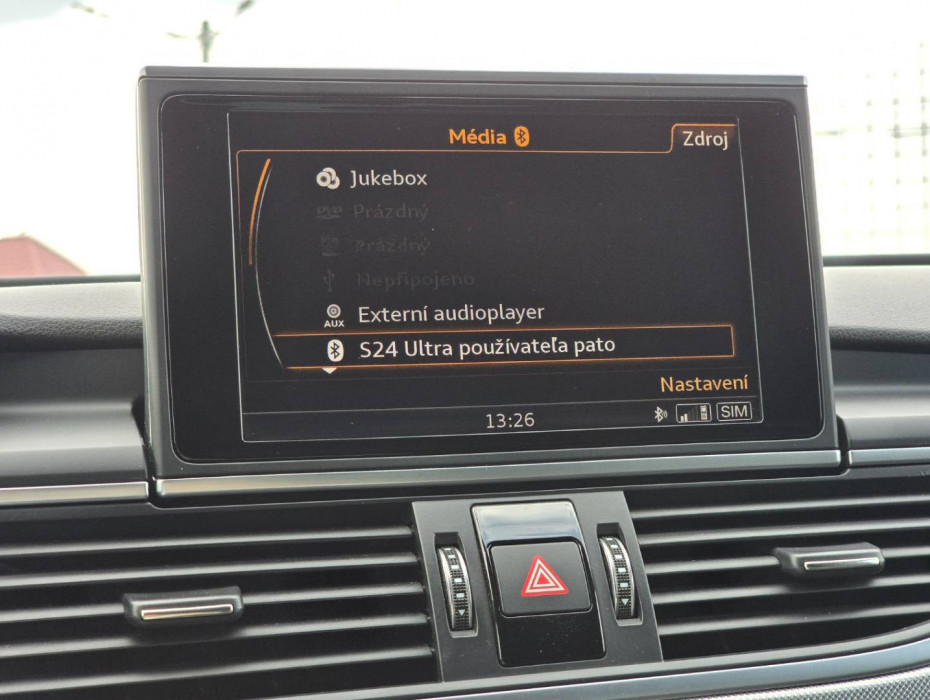 Média
Zdroj
Jukebox
Prázdný
Prázdný
Nepřipojeno
AUX Externí audioplayer
S24 Ultra používateľa pato
Nastavení
13:26
SIM